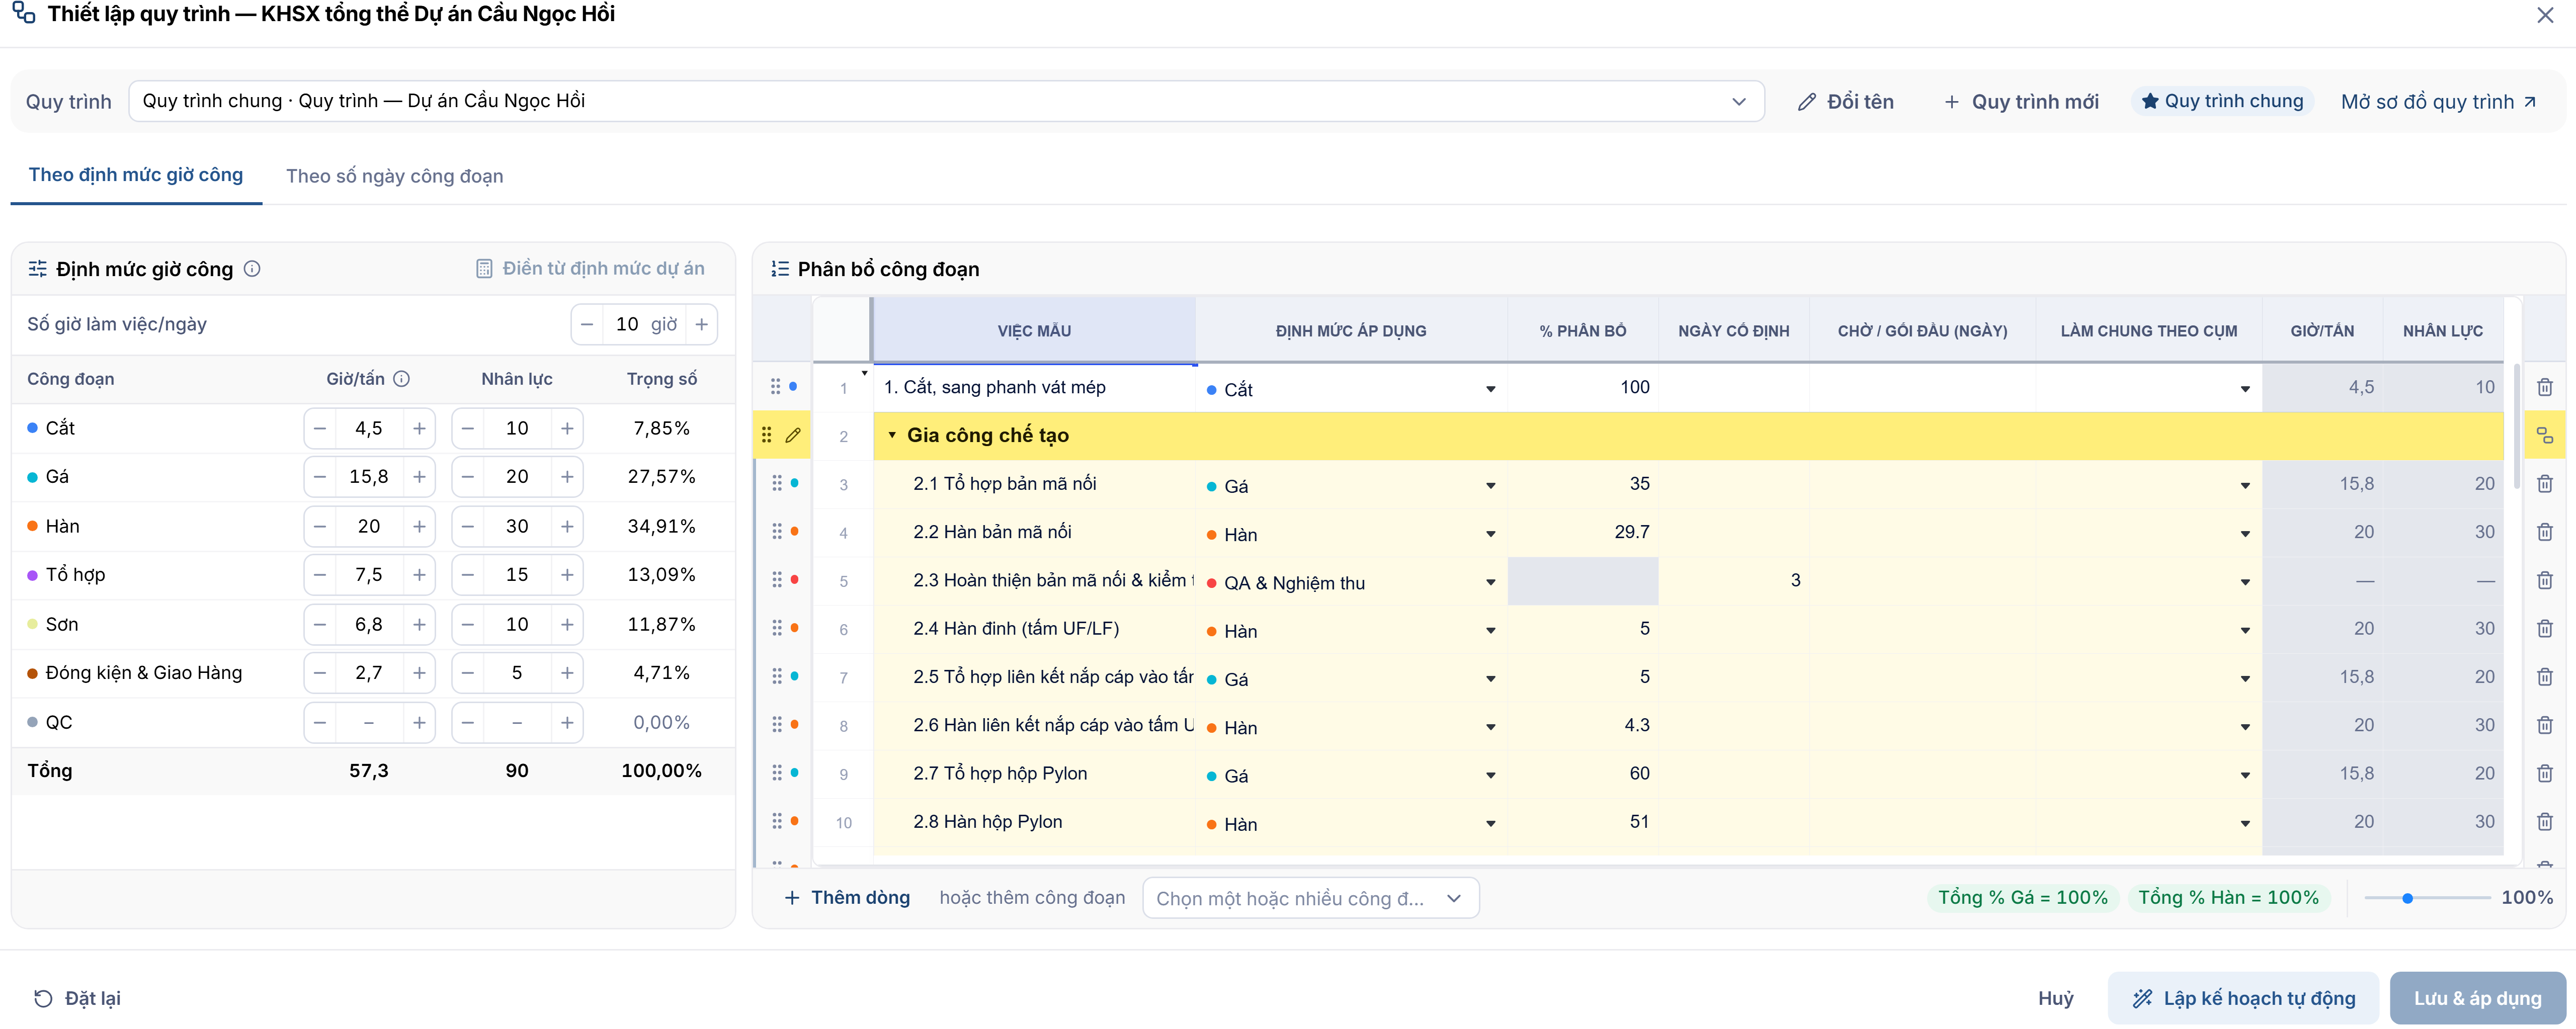 Thiết lập quy trình — KHSX tổng thể Dự án Cầu Ngọc Hồi
Quy trình Quy trình chung · Quy trình — Dự án Cầu Ngọc Hồi Đổi tên + Quy trình mới Quy trình chung Mở sơ đồ quy trình
Theo định mức giờ công Theo số ngày công đoạn
Định mức giờ công Điền từ định mức dự án
Số giờ làm việc/ngày − 10 giờ +
Công đoạn Giờ/tấn Nhân lực Trọng số
Cắt − 4,5 + − 10 + 7,85%
Gá − 15,8 + − 20 + 27,57%
Hàn − 20 + − 30 + 34,91%
Tổ hợp − 7,5 + − 15 + 13,09%
Sơn − 6,8 + − 10 + 11,87%
Đóng kiện & Giao Hàng − 2,7 + − 5 + 4,71%
QC − – + − – + 0,00%
Tổng 57,3 90 100,00%
Phân bổ công đoạn
VIỆC MẪU ĐỊNH MỨC ÁP DỤNG % PHÂN BỔ NGÀY CỐ ĐỊNH CHỜ / GỐI ĐẦU (NGÀY) LÀM CHUNG THEO CỤM GIỜ/TẤN NHÂN LỰC
1 1. Cắt, sang phanh vát mép Cắt 100 4,5 10
2 Gia công chế tạo
3 2.1 Tổ hợp bản mã nối Gá 35 15,8 20
4 2.2 Hàn bản mã nối Hàn 29.7 20 30
5 2.3 Hoàn thiện bản mã nối & kiểm QA & Nghiệm thu 3 — —
6 2.4 Hàn đinh (tấm UF/LF) Hàn 5 20 30
7 2.5 Tổ hợp liên kết nắp cáp vào Gá 5 15,8 20
8 2.6 Hàn liên kết nắp cáp vào tấm Hàn 4.3 20 30
9 2.7 Tổ hợp hộp Pylon Gá 60 15,8 20
10 2.8 Hàn hộp Pylon Hàn 51 20 30
+ Thêm dòng hoặc thêm công đoạn Chọn một hoặc nhiều công đ... Tổng % Gá = 100% Tổng % Hàn = 100% 100%
Đặt lại Huỷ Lập kế hoạch tự động Lưu & áp dụng